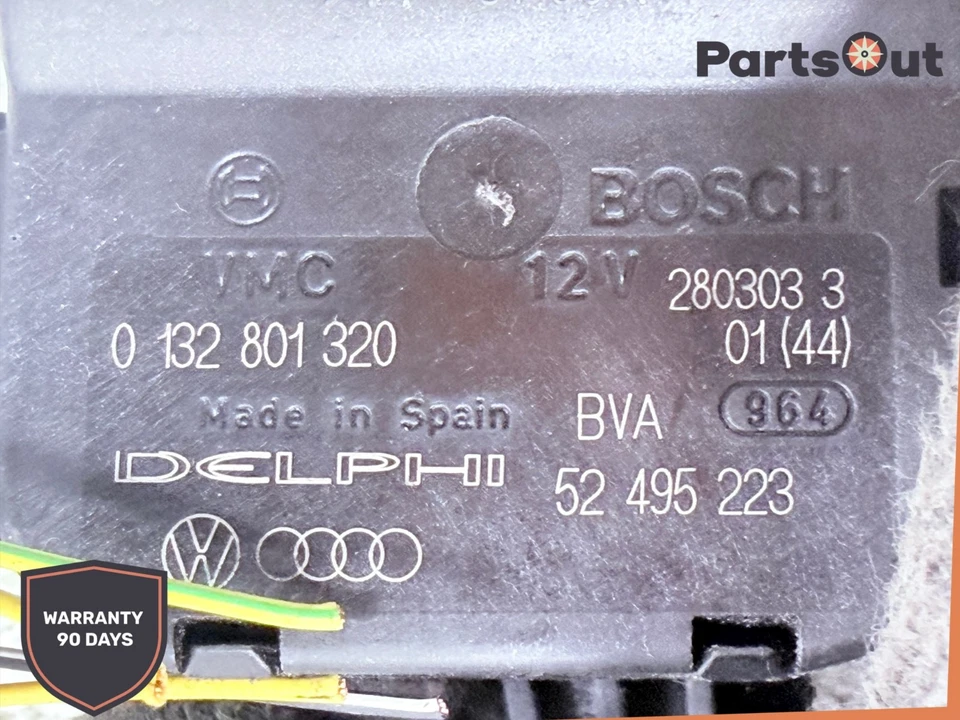 PartsOut
BOSCH
VMC 12V 280303 3
0 132 801 320 01 (44)
Made in Spain BVA 964
DELPHI 52 495 223
WARRANTY
90 DAYS